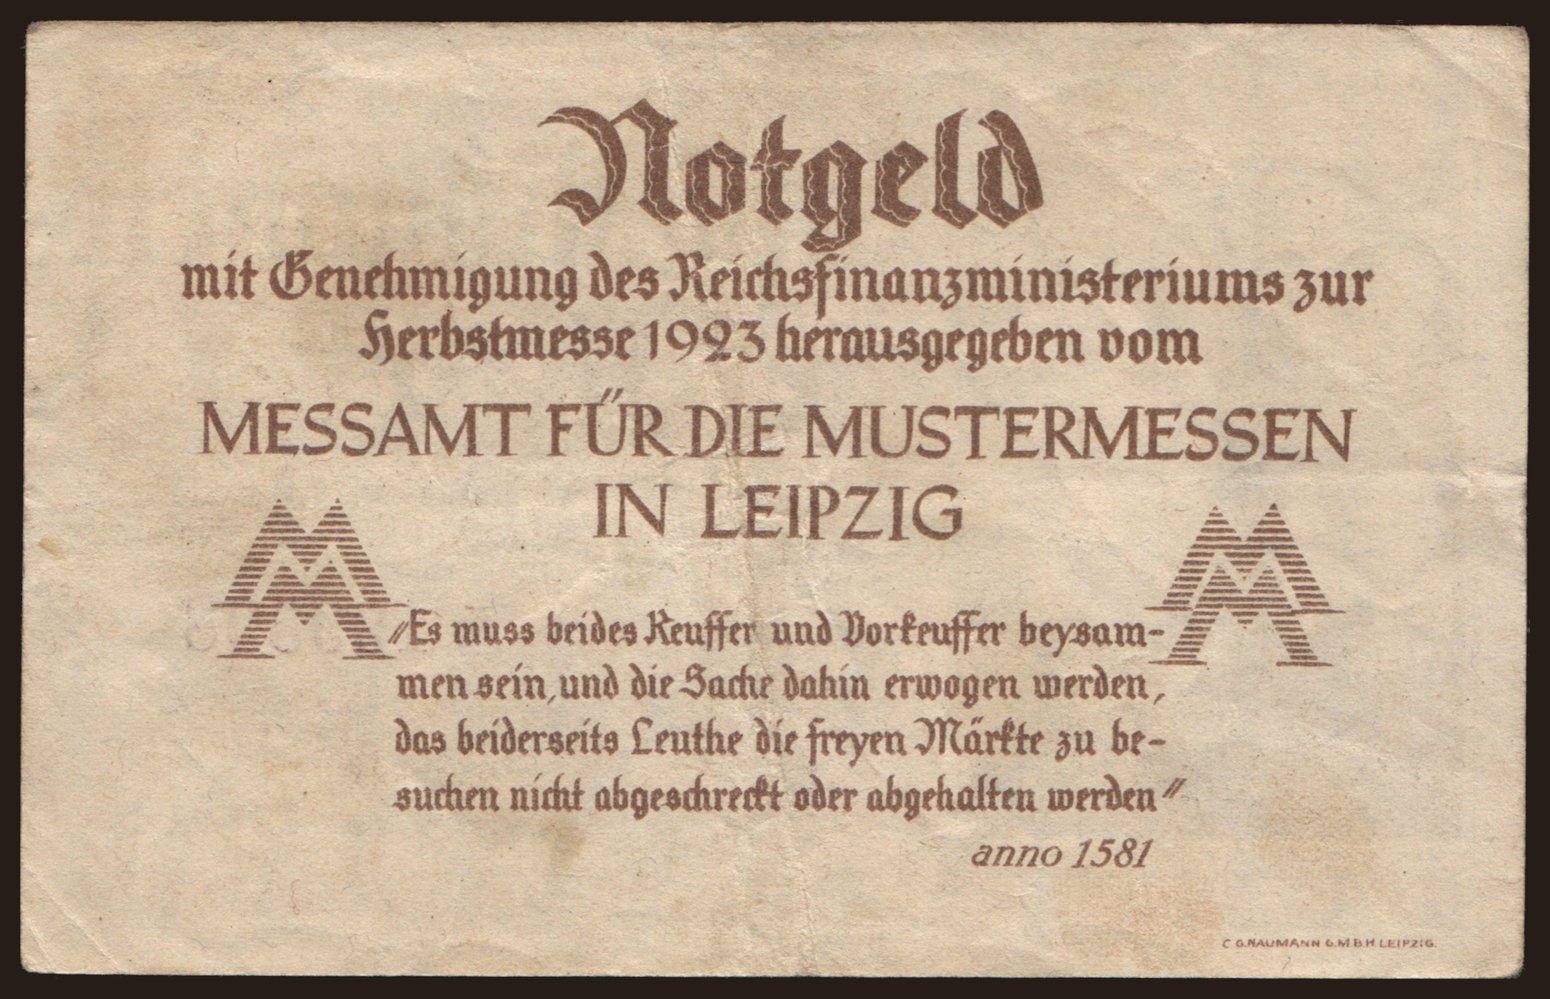 Notgeld
mit Genehmigung des Reichsfinanzministeriums zur
Herbstmesse 1923 herausgegeben vom
MESSAMT FÜR DIE MUSTERMESSEN
IN LEIPZIG
MM MM
"Es muss beides Keuffer und Vorkeuffer beysam-
men sein, und die Sache dahin erwogen werden,
das beiderseits Leuthe die freyen Märkte zu be-
suchen nicht abgeschreckt oder abgehalten werden"
anno 1581
C.G.NAUMANN G.M.B.H. LEIPZIG.